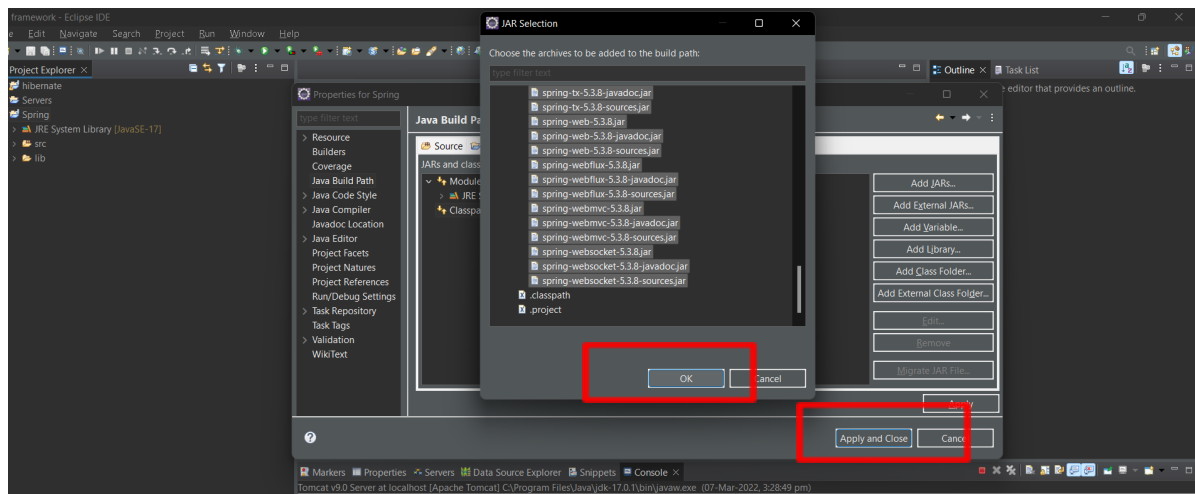 framework - Eclipse IDE
e Edit Navigate Search Project Run Window Help
Project Explorer ×
hibernate
Servers
Spring
JRE System Library [JavaSE-17]
src
lib
Properties for Spring
type filter text
Resource
Builders
Coverage
Java Build Path
Java Code Style
Java Compiler
Javadoc Location
Java Editor
Project Facets
Project Natures
Project References
Run/Debug Settings
Task Repository
Task Tags
Validation
WikiText
Java Build Pa
Source
JARs and class
Module
JRE S
Classpa
JAR Selection
Choose the archives to be added to the build path:
type filter text
spring-tx-5.3.8-javadoc.jar
spring-tx-5.3.8-sources.jar
spring-web-5.3.8.jar
spring-web-5.3.8-javadoc.jar
spring-web-5.3.8-sources.jar
spring-webflux-5.3.8.jar
spring-webflux-5.3.8-javadoc.jar
spring-webflux-5.3.8-sources.jar
spring-webmvc-5.3.8.jar
spring-webmvc-5.3.8-javadoc.jar
spring-webmvc-5.3.8-sources.jar
spring-websocket-5.3.8.jar
spring-websocket-5.3.8-javadoc.jar
spring-websocket-5.3.8-sources.jar
.classpath
.project
OK
Cancel
Add JARs...
Add External JARs...
Add Variable...
Add Library...
Add Class Folder...
Add External Class Folder...
Edit...
Remove
Migrate JAR File...
Apply
Apply and Close
Cancel
Outline × Task List
e editor that provides an outline.
Markers Properties Servers Data Source Explorer Snippets Console ×
Tomcat v9.0 Server at localhost [Apache Tomcat] C:\Program Files\Java\jdk-17.0.1\bin\javaw.exe (07-Mar-2022, 3:28:49 pm)